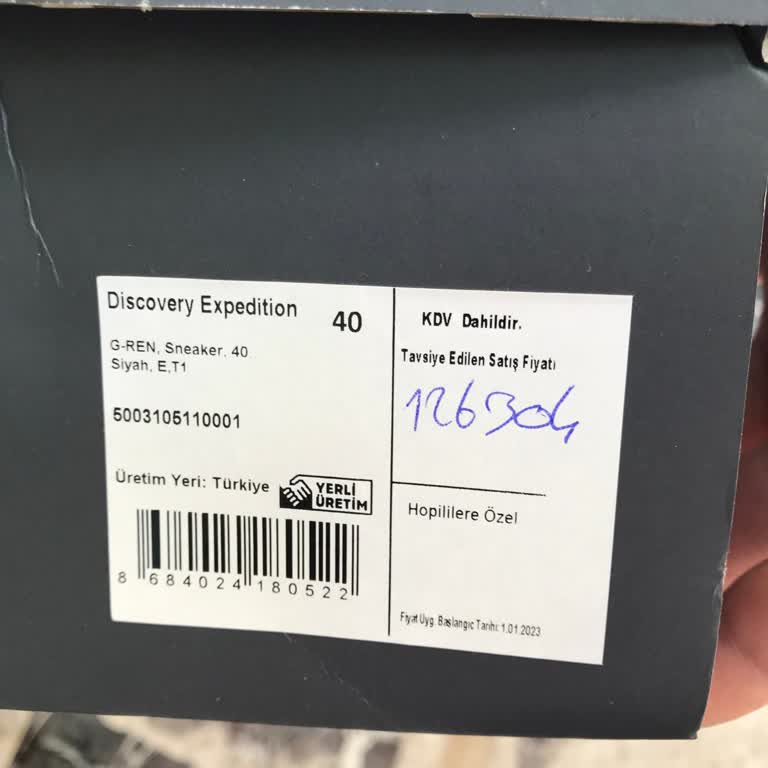 Discovery Expedition 40
G-REN, Sneaker, 40
Siyah, E,T1
5003105110001
Üretim Yeri: Türkiye
YERLİ
ÜRETİM
8 684024 180522
KDV Dahildir.
Tavsiye Edilen Satış Fiyatı
126304
Hopililere Özel
Fiyat Uyg. Başlangıc Tarihi: 1.01.2023